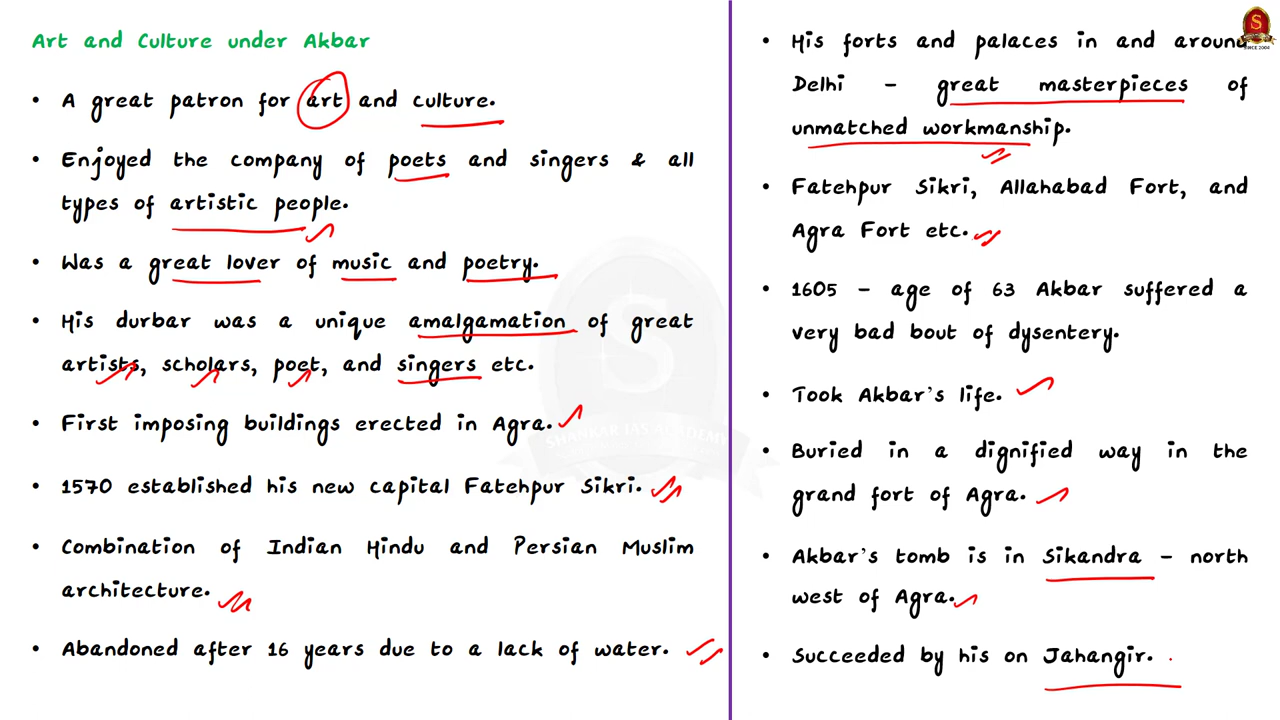 Art and Culture under Akbar
• A great patron for art and culture.
• Enjoyed the company of poets and singers & all
types of artistic people.
• Was a great lover of music and poetry.
• His durbar was a unique amalgamation of great
artists, scholars, poet, and singers etc.
• First imposing buildings erected in Agra.
• 1570 established his new capital Fatehpur Sikri.
• Combination of Indian Hindu and Persian Muslim
architecture.
• Abandoned after 16 years due to a lack of water.
• His forts and palaces in and around
Delhi - great masterpieces of
unmatched workmanship.
• Fatehpur Sikri, Allahabad Fort, and
Agra Fort etc.
• 1605 - age of 63 Akbar suffered a
very bad bout of dysentery.
• Took Akbar's life.
• Buried in a dignified way in the
grand fort of Agra.
• Akbar's tomb is in Sikandra - north
west of Agra.
• Succeeded by his on Jahangir.
S
SINCE 2004
S
SHANKAR IAS ACADEMY